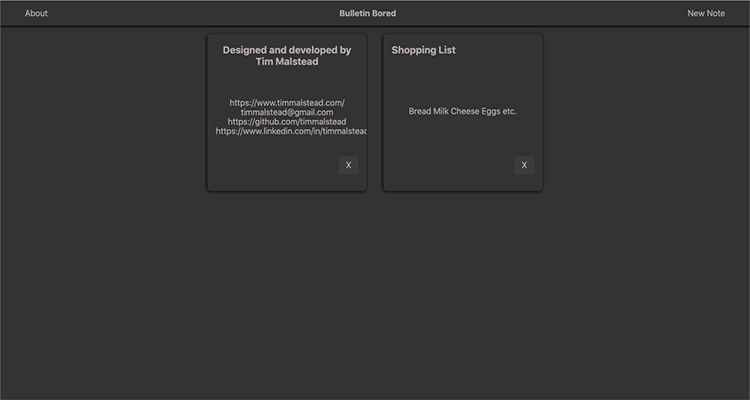 About
Bulletin Bored
New Note
Designed and developed by
Tim Malstead
https://www.timmalstead.com/
timmalstead@gmail.com
https://github.com/timmalstead
https://www.linkedin.com/in/timmalstead
X
Shopping List
Bread Milk Cheese Eggs etc.
X